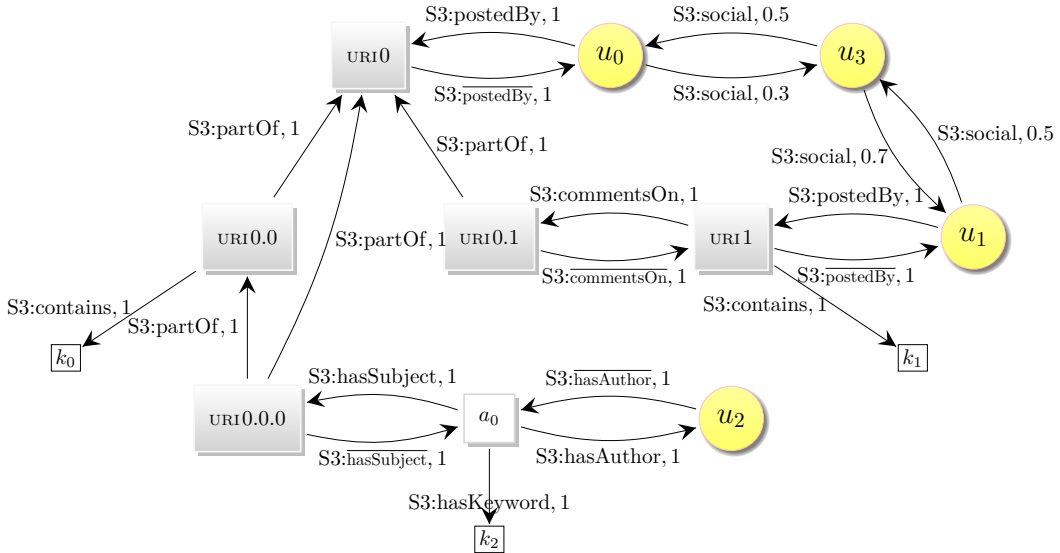 S3:postedBy, 1
S3:social, 0.5
URI0
u0
u3
S3:postedBy, 1
S3:social, 0.3
S3:partOf, 1
S3:partOf, 1
S3:social, 0.5
S3:social, 0.7
S3:commentsOn, 1
S3:postedBy, 1
URI0.0
S3:partOf, 1
URI0.1
URI1
u1
S3:commentsOn, 1
S3:postedBy, 1
S3:contains, 1
S3:partOf, 1
S3:contains, 1
k0
k1
S3:hasSubject, 1
S3:hasAuthor, 1
URI0.0.0
a0
u2
S3:hasSubject, 1
S3:hasAuthor, 1
S3:hasKeyword, 1
k2